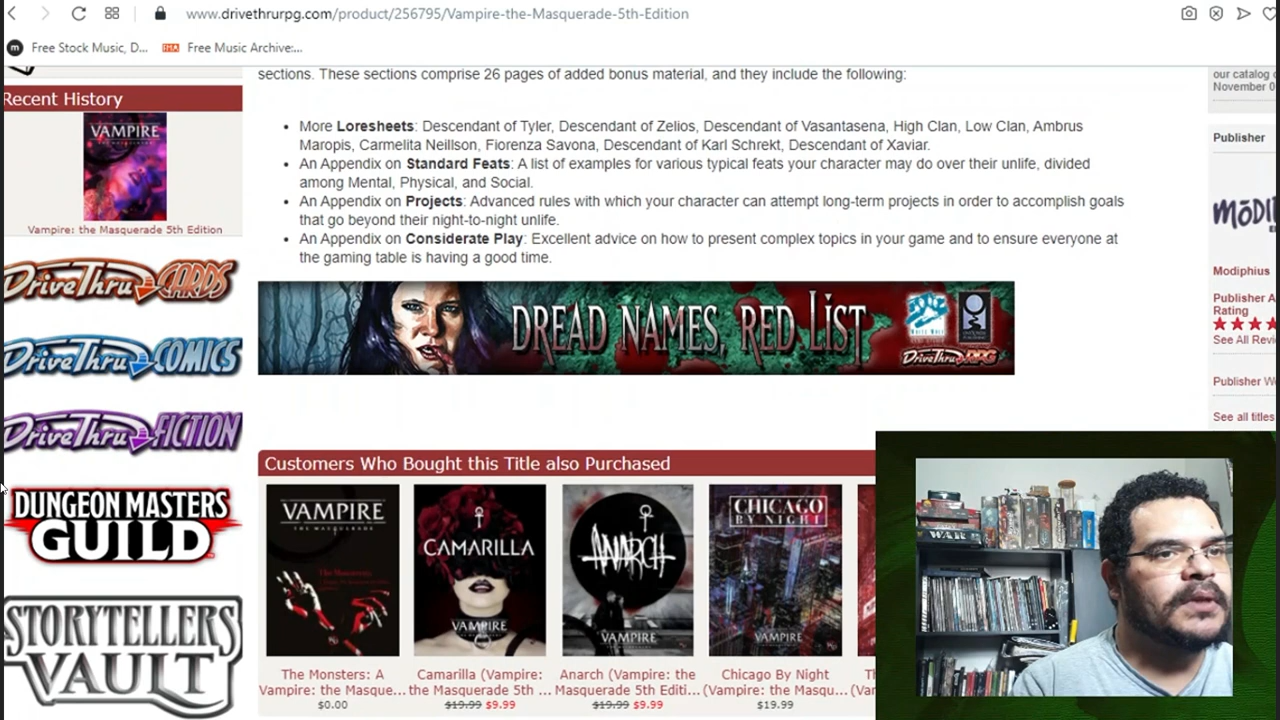 www.drivethrurpg.com/product/256795/Vampire-the-Masquerade-5th-Edition
m Free Stock Music, D... FMA Free Music Archive:...
sections. These sections comprise 26 pages of added bonus material, and they include the following:
our catalog
November 0
Recent History
VAMPIRE
Vampire: the Masquerade 5th Edition
More Loresheets: Descendant of Tyler, Descendant of Zelios, Descendant of Vasantasena, High Clan, Low Clan, Ambrus
Maropis, Carmelita Neillson, Fiorenza Savona, Descendant of Karl Schrekt, Descendant of Xaviar.
An Appendix on Standard Feats: A list of examples for various typical feats your character may do over their unlife, divided
among Mental, Physical, and Social.
An Appendix on Projects: Advanced rules with which your character can attempt long-term projects in order to accomplish goals
that go beyond their night-to-night unlife.
An Appendix on Considerate Play: Excellent advice on how to present complex topics in your game and to ensure everyone at
the gaming table is having a good time.
Publisher
MŌDI
Modiphius
Publisher A
Rating
See All Revi
Publisher W
See all titles
DriveThru CARDS
DriveThru COMICS
DriveThru FICTION
DUNGEON MASTERS
GUILD
STORYTELLERS
VAULT
DREAD NAMES, RED LIST
WHITE WOLF
DriveThru RPG
Customers Who Bought this Title also Purchased
VAMPIRE
THE MASQUERADE
The Monsters
CAMARILLA
VAMPIRE
ANARCH
VAMPIRE
CHICAGO
BY NIGHT
VAMPIRE
The Monsters: A
Vampire: the Masque...
$0.00
Camarilla (Vampire:
the Masquerade 5th ...
$19.99 $9.99
Anarch (Vampire: the
Masquerade 5th Editi...
$19.99 $9.99
Chicago By Night
(Vampire: the Masqu...
$19.99
WAR